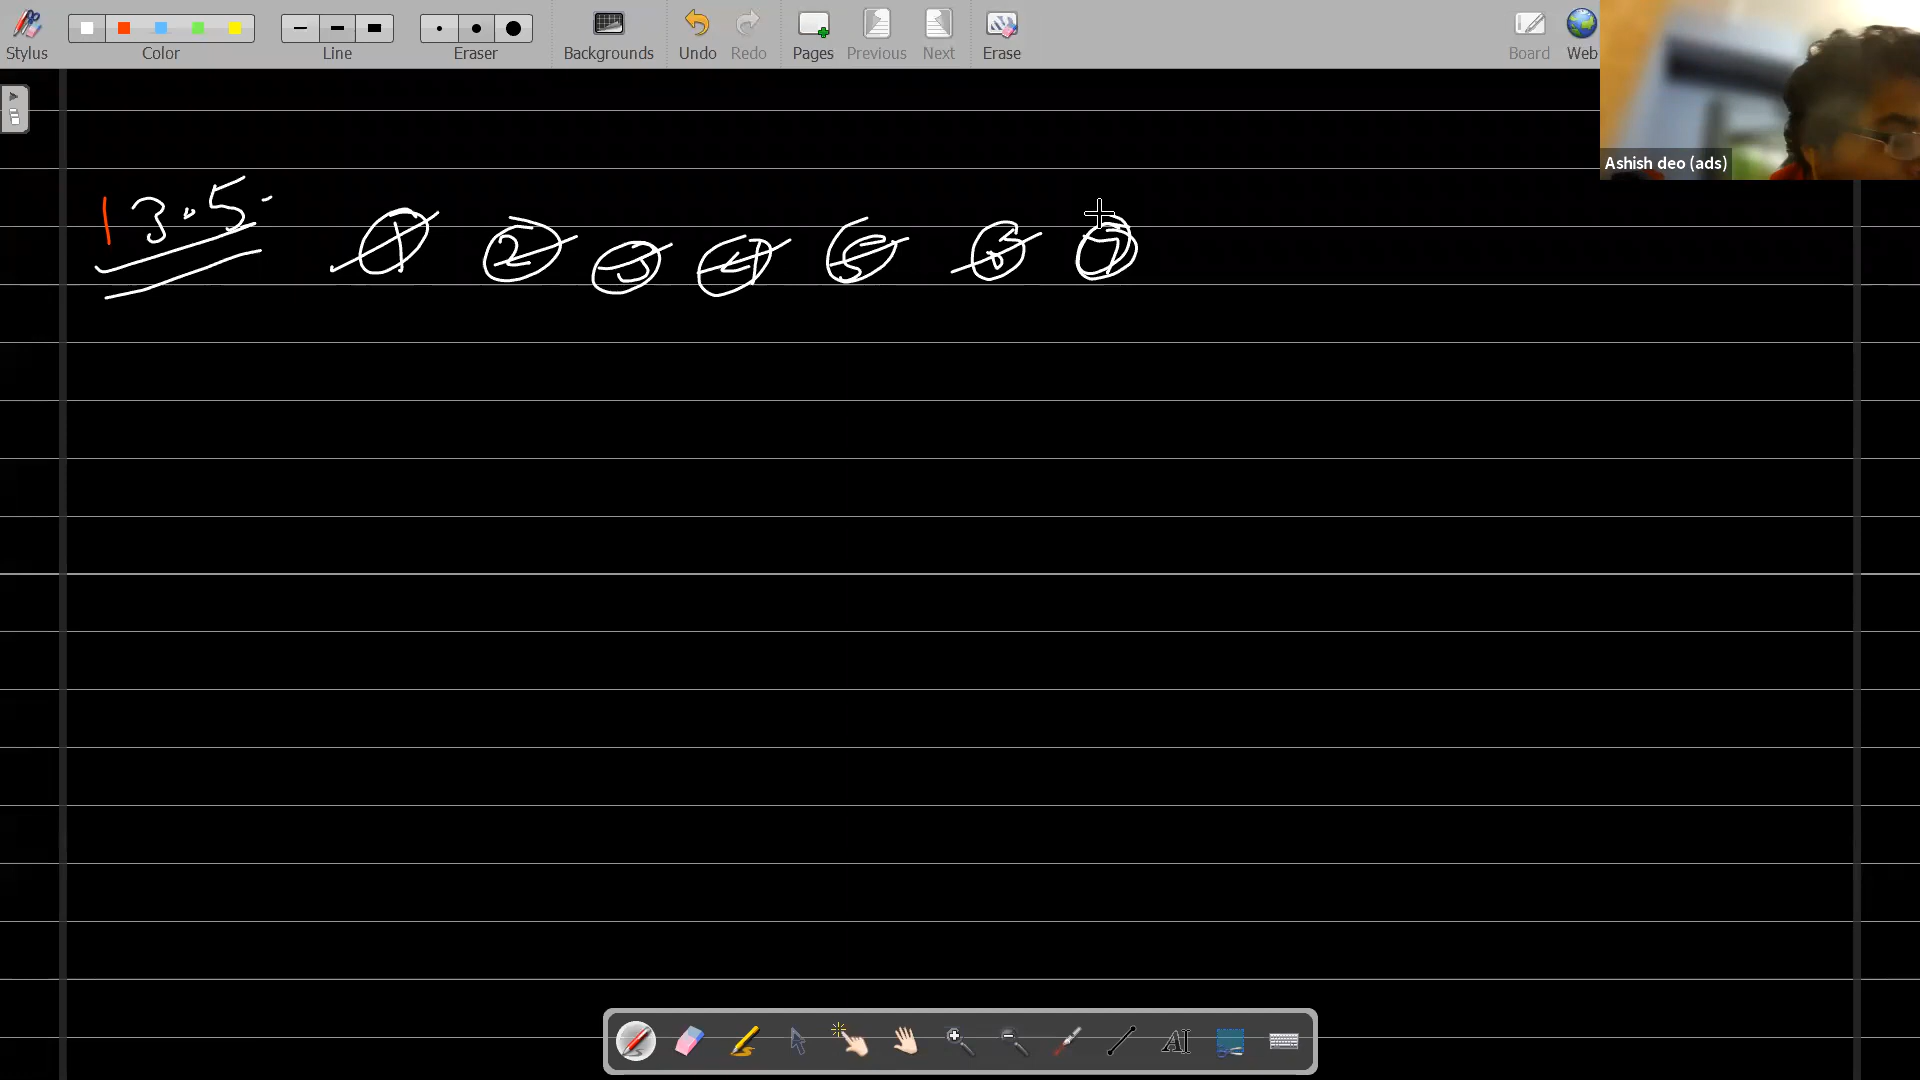 Stylus Color Line Eraser Backgrounds Undo Redo Pages Previous Next Erase Board Web
Ashish deo (ads)
13.5. 1 2 3 4 5 6 7
AI